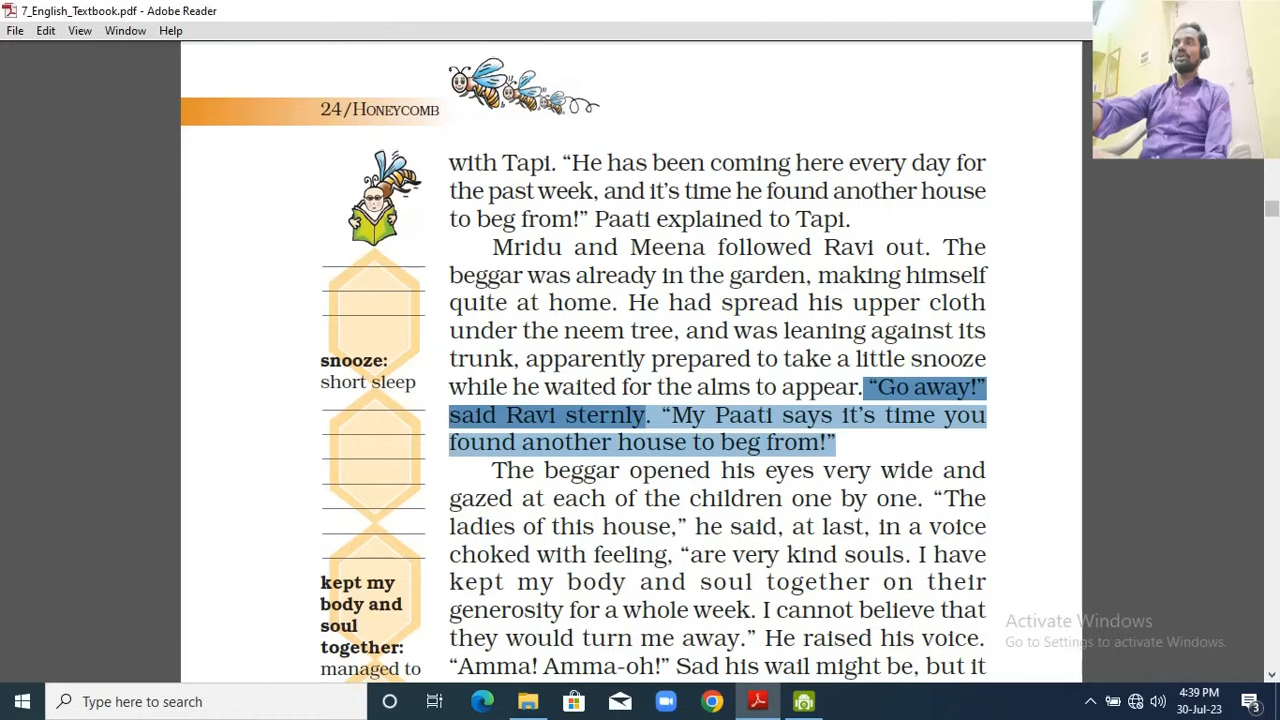 7_English_Textbook.pdf - Adobe Reader
File Edit View Window Help
24/HONEYCOMB
with Tapi. “He has been coming here every day for
the past week, and it’s time he found another house
to beg from!” Paati explained to Tapi.
Mridu and Meena followed Ravi out. The
beggar was already in the garden, making himself
quite at home. He had spread his upper cloth
under the neem tree, and was leaning against its
trunk, apparently prepared to take a little snooze
while he waited for the alms to appear. “Go away!”
said Ravi sternly. “My Paati says it’s time you
found another house to beg from!”
The beggar opened his eyes very wide and
gazed at each of the children one by one. “The
ladies of this house,” he said, at last, in a voice
choked with feeling, “are very kind souls. I have
kept my body and soul together on their
generosity for a whole week. I cannot believe that
they would turn me away.” He raised his voice.
“Amma! Amma-oh!” Sad his wail might be, but it
snooze:
short sleep
kept my
body and
soul
together:
managed to
Activate Windows
Go to Settings to activate Windows.
Type here to search
4:39 PM
30-Jul-23
3